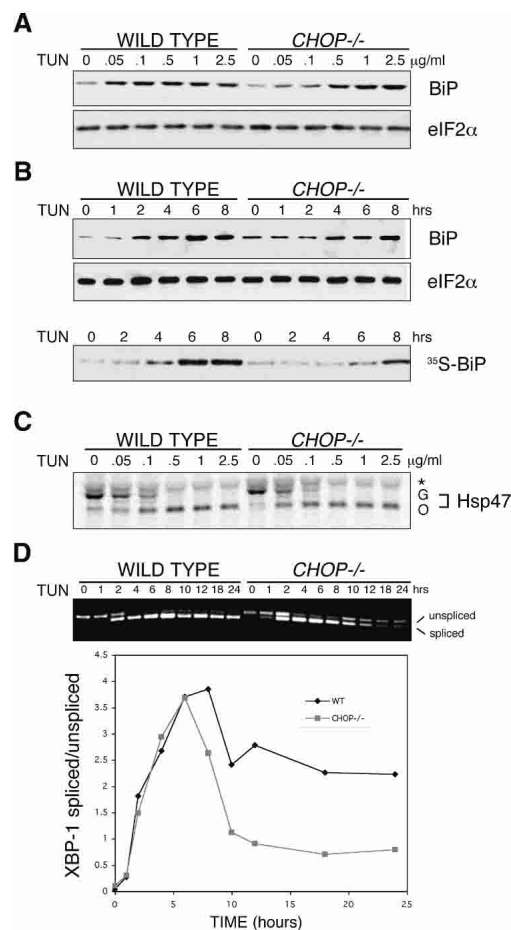 A
WILD TYPE CHOP-/-
TUN 0 .05 .1 .5 1 2.5 0 .05 .1 .5 1 2.5 μg/ml
BiP
eIF2α
B
WILD TYPE CHOP-/-
TUN 0 1 2 4 6 8 0 1 2 4 6 8 hrs
BiP
eIF2α
TUN 0 2 4 6 8 0 2 4 6 8 hrs
³⁵S-BiP
C
WILD TYPE CHOP-/-
TUN 0 .05 .1 .5 1 2.5 0 .05 .1 .5 1 2.5 μg/ml
*
G
O
Hsp47
D
WILD TYPE CHOP-/-
TUN 0 1 2 4 6 8 10 12 18 24 0 1 2 4 6 8 10 12 18 24 hrs
unspliced
spliced
XBP-1 spliced/unspliced
4.5
4
3.5
3
2.5
2
1.5
1
0.5
0
WT
CHOP-/-
0 5 10 15 20 25
TIME (hours)